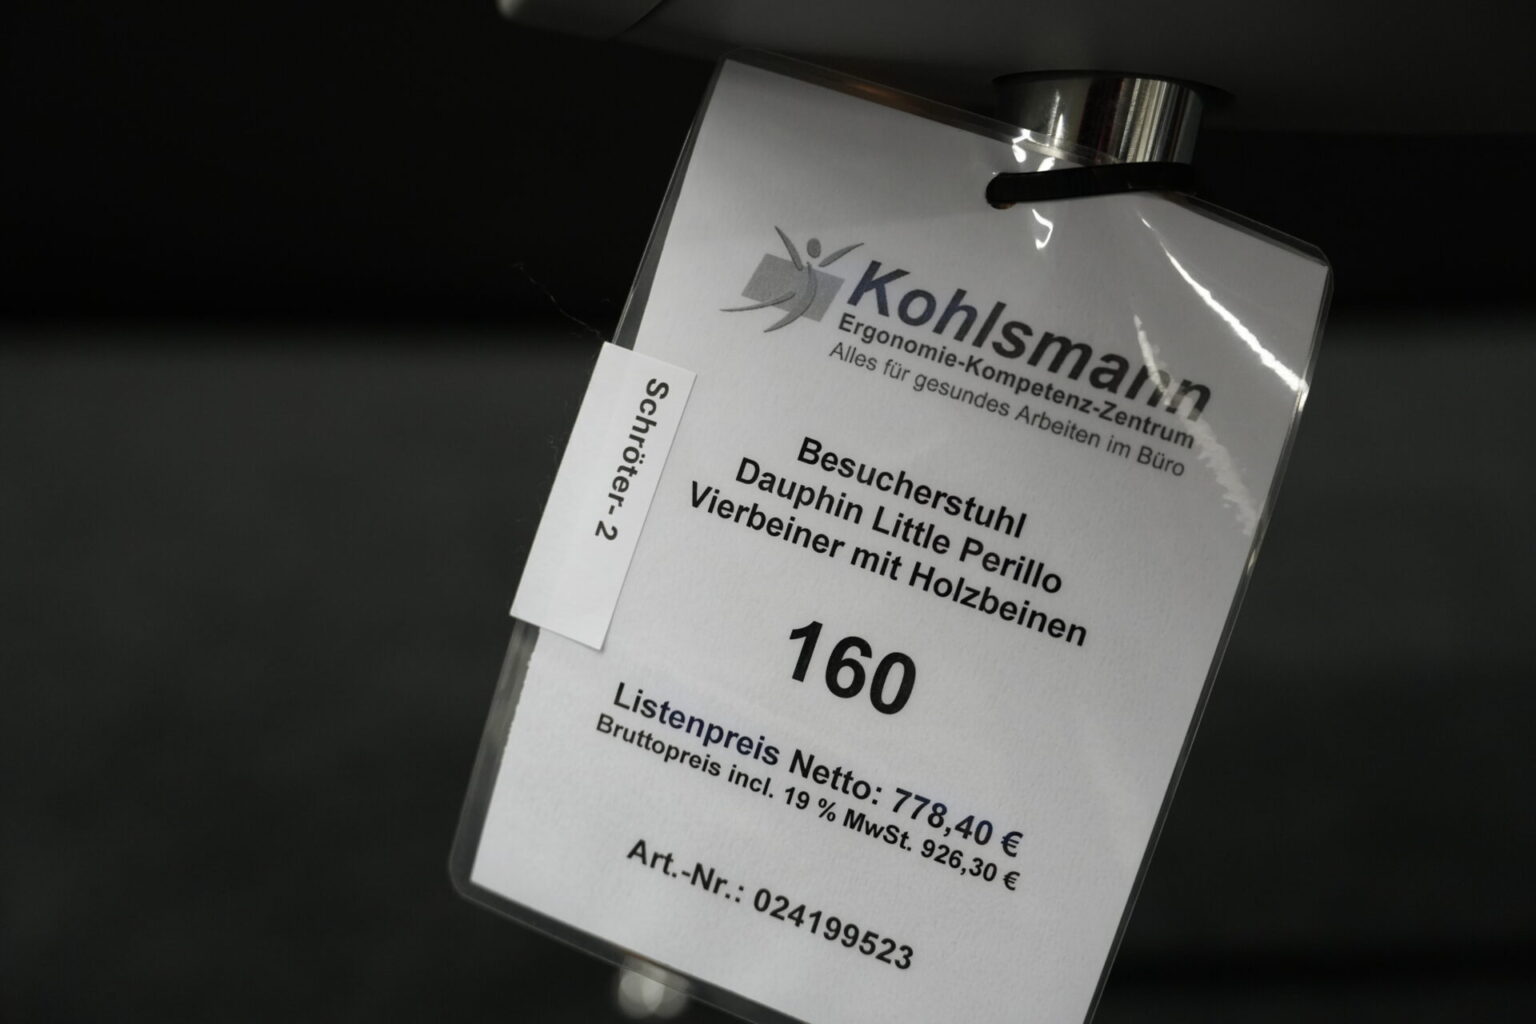 Kohlsmann
Ergonomie-Kompetenz-Zentrum
Alles für gesundes Arbeiten im Büro
Schröter- 2
Besucherstuhl
Dauphin Little Perillo
Vierbeiner mit Holzbeinen
160
Listenpreis Netto: 778,40 €
Bruttopreis incl. 19 % MwSt. 926,30 €
Art.-Nr.: 024199523